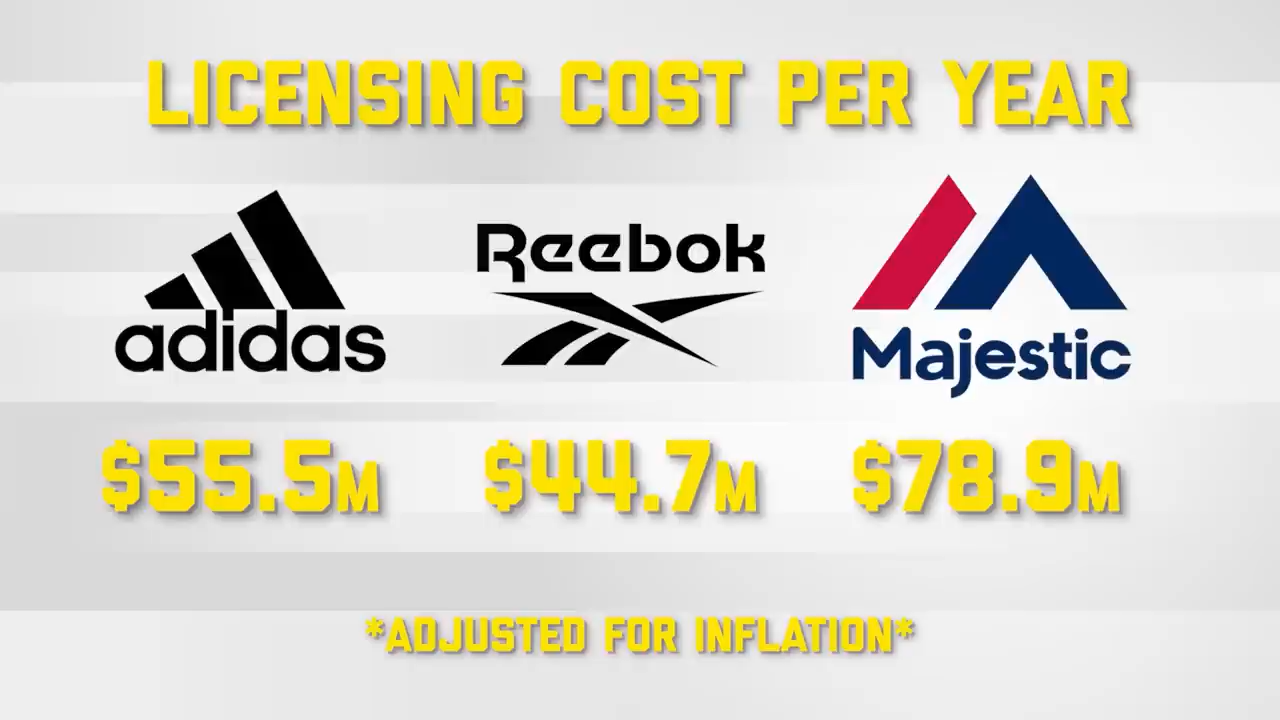 LICENSING COST PER YEAR
adidas
Reebok
Majestic
$55.5M
$44.7M
$78.9M
*ADJUSTED FOR INFLATION*